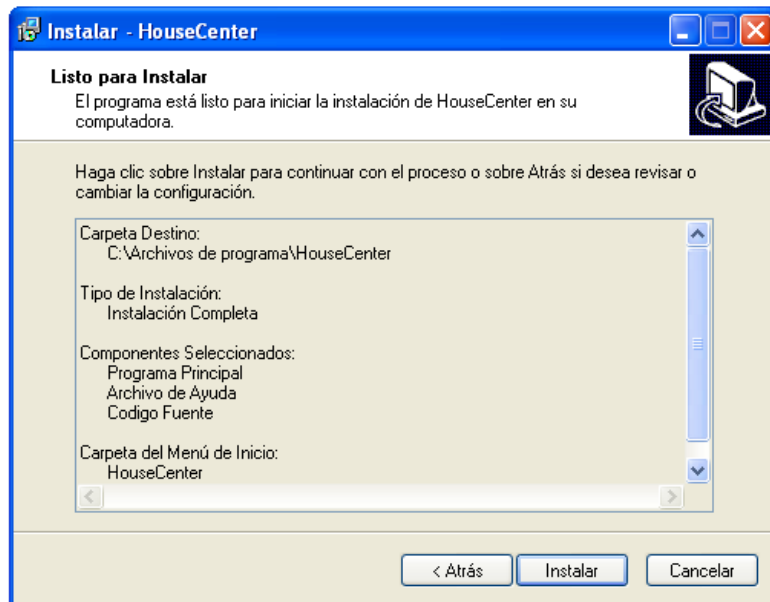 Instalar - HouseCenter
Listo para Instalar
El programa está listo para iniciar la instalación de HouseCenter en su
computadora.
Haga clic sobre Instalar para continuar con el proceso o sobre Atrás si desea revisar o
cambiar la configuración.
Carpeta Destino:
C:\Archivos de programa\HouseCenter
Tipo de Instalación:
Instalación Completa
Componentes Seleccionados:
Programa Principal
Archivo de Ayuda
Codigo Fuente
Carpeta del Menú de Inicio:
HouseCenter
< Atrás
Instalar
Cancelar